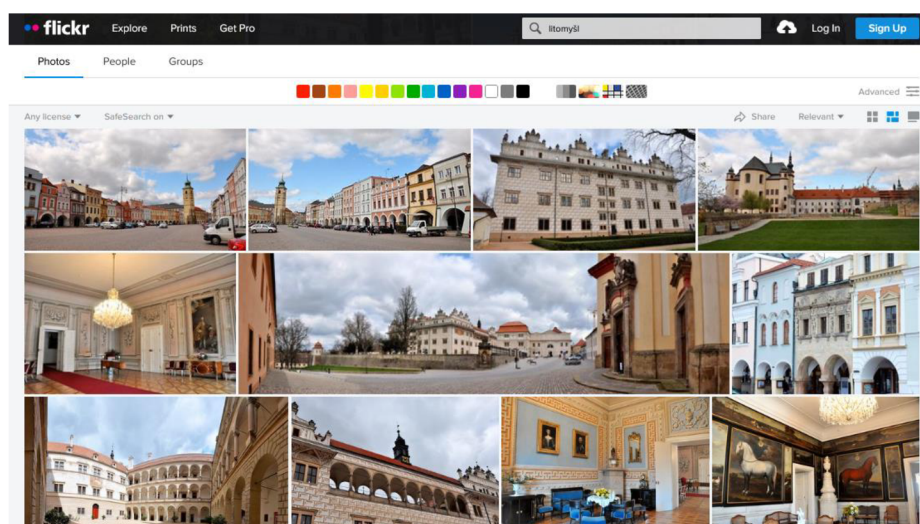 flickr Explore Prints Get Pro litomyšl Log In Sign Up
Photos People Groups
Advanced
Any license SafeSearch on Share Relevant